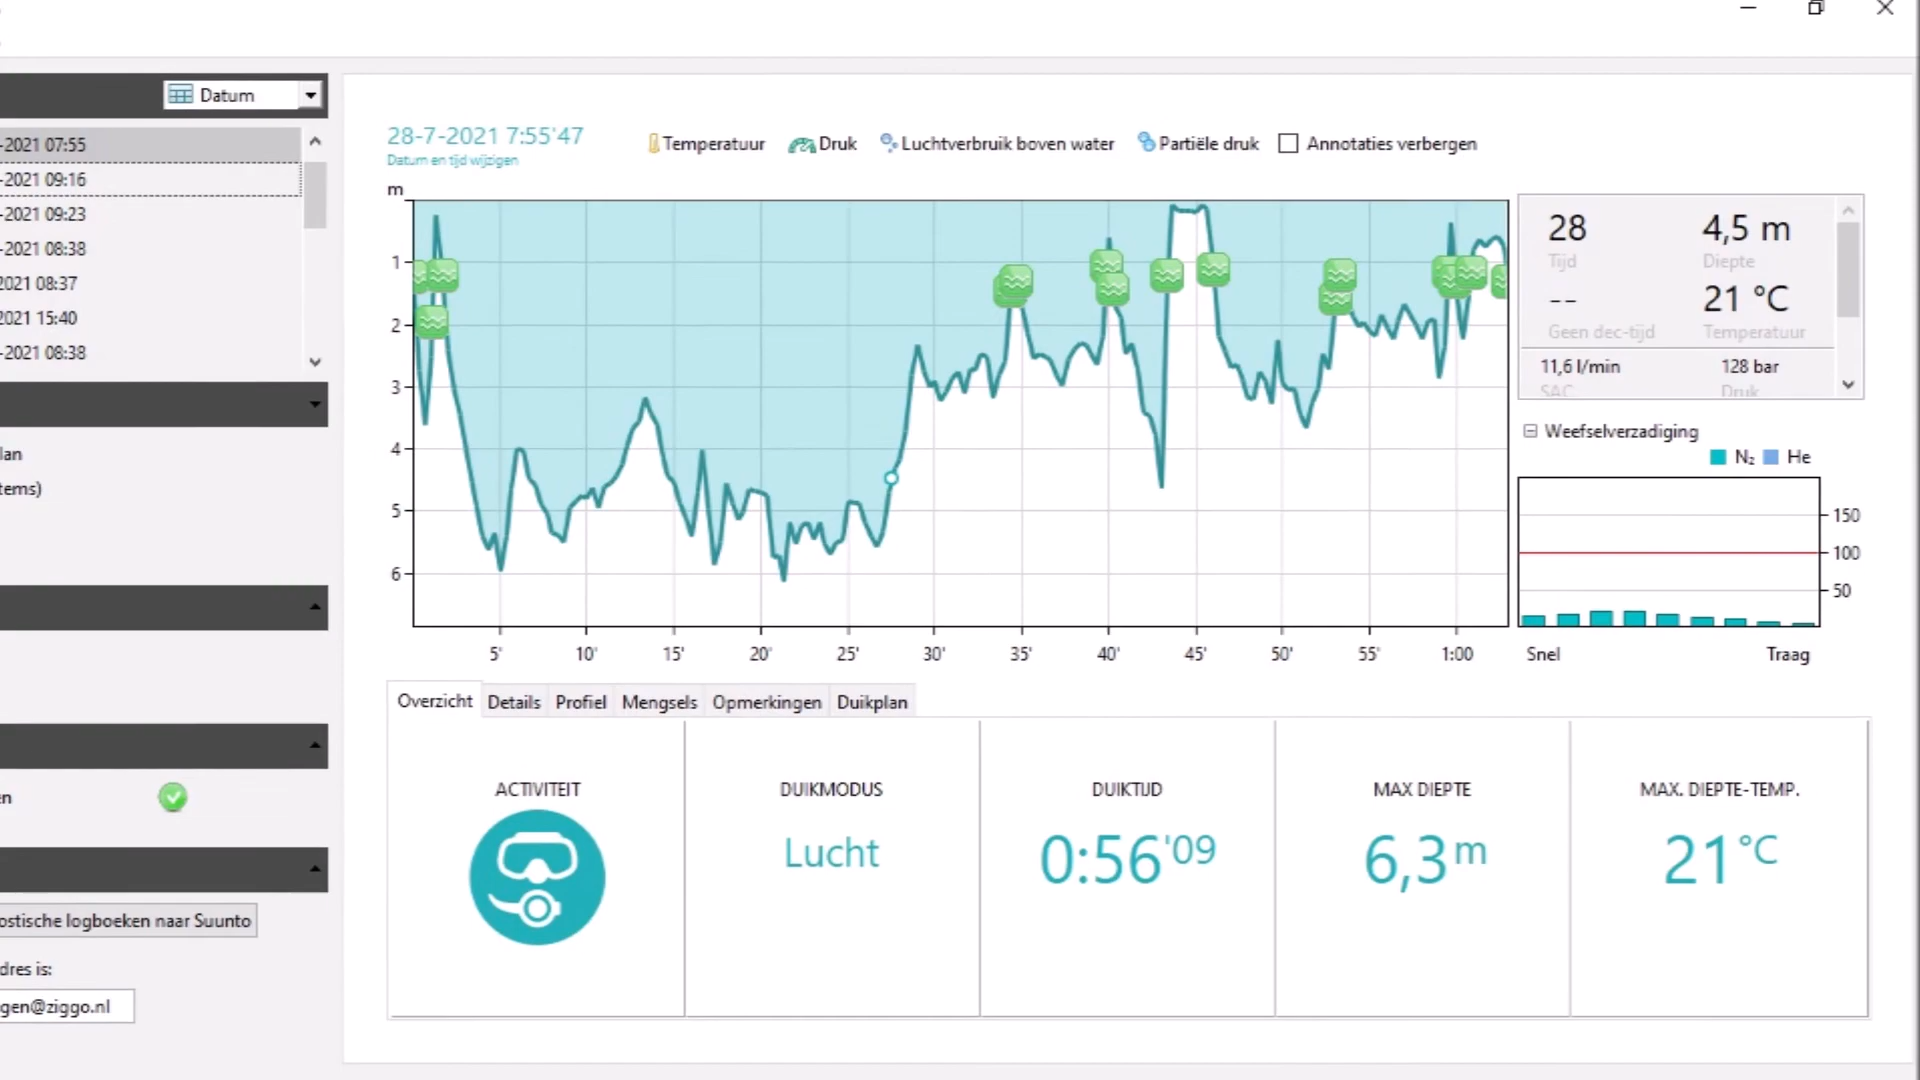 Datum
-2021 07:55
-2021 09:16
-2021 09:23
-2021 08:38
2021 08:37
2021 15:40
-2021 08:38
lan
tems)
en
ostische logboeken naar Suunto
dres is:
gen@ziggo.nl
28-7-2021 7:55'47
Datum en tijd wijzigen
Temperatuur Druk Luchtverbruik boven water Partiële druk Annotaties verbergen
m
1
2
3
4
5
6
5' 10' 15' 20' 25' 30' 35' 40' 45' 50' 55' 1:00
28 4,5 m
Tijd Diepte
-- 21 °C
Geen dec-tijd Temperatuur
11,6 l/min 128 bar
SAC Druk
Weefselverzadiging
N₂ He
150
100
50
Snel Traag
Overzicht Details Profiel Mengsels Opmerkingen Duikplan
ACTIVITEIT DUIKMODUS DUIKTIJD MAX DIEPTE MAX. DIEPTE-TEMP.
Lucht 0:56'09 6,3 m 21 °C